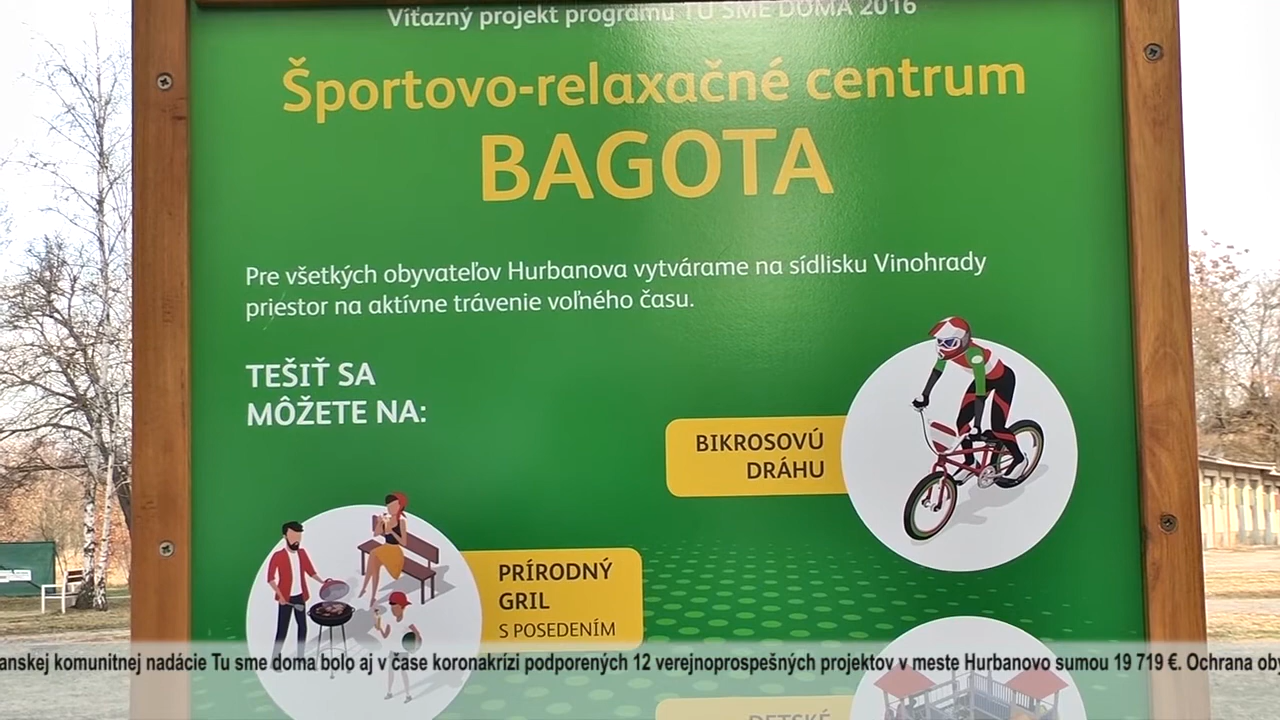 Víťazný projekt programu TU SME DOMA 2016
Športovo-relaxačné centrum
BAGOTA
Pre všetkých obyvateľov Hurbanova vytvárame na sídlisku Vinohrady
priestor na aktívne trávenie voľného času.
TEŠIŤ SA
MÔŽETE NA:
BIKROSOVÚ
DRÁHU
PRÍRODNÝ
GRIL
S POSEDENÍM
anskej komunitnej nadácie Tu sme doma bolo aj v čase koronakrízi podporených 12 verejnoprospešných projektov v meste Hurbanovo sumou 19 719 €. Ochrana oby
DETSKÉ